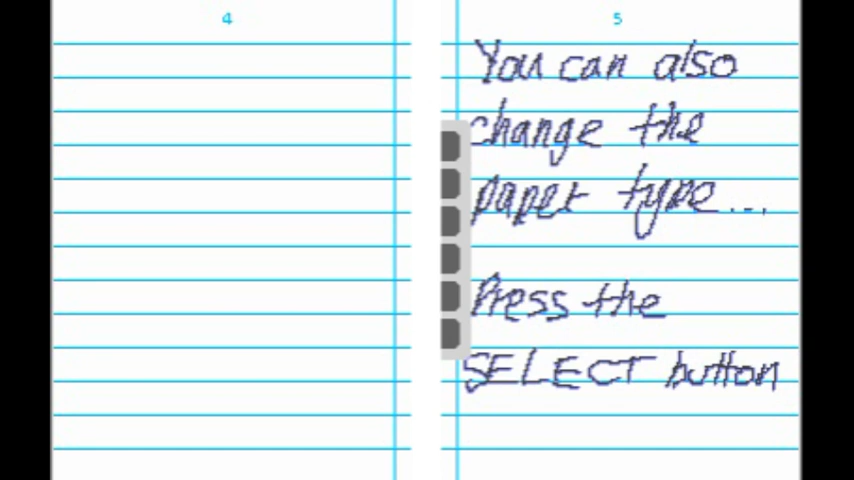 4
5
You can also
change the
paper type...
Press the
SELECT button